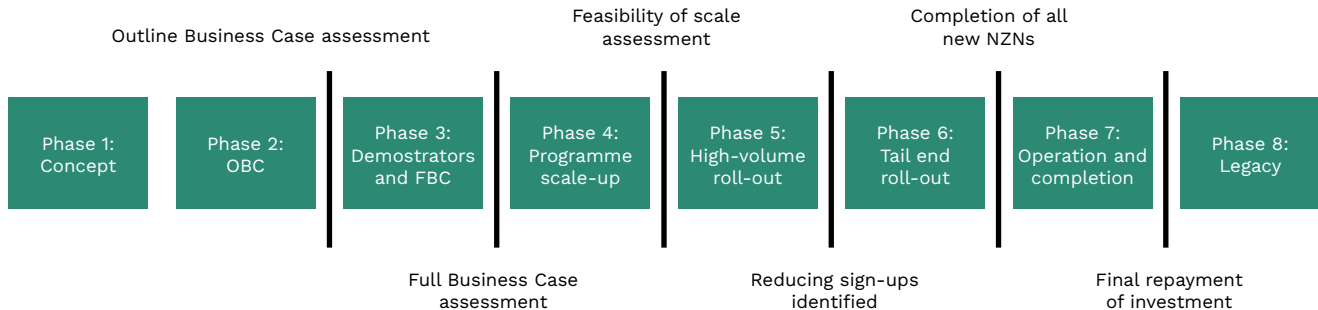 Outline Business Case assessment
Feasibility of scale
assessment
Completion of all
new NZNs
Phase 1:
Concept
Phase 2:
OBC
Phase 3:
Demostrators
and FBC
Phase 4:
Programme
scale-up
Phase 5:
High-volume
roll-out
Phase 6:
Tail end
roll-out
Phase 7:
Operation and
completion
Phase 8:
Legacy
Full Business Case
assessment
Reducing sign-ups
identified
Final repayment
of investment